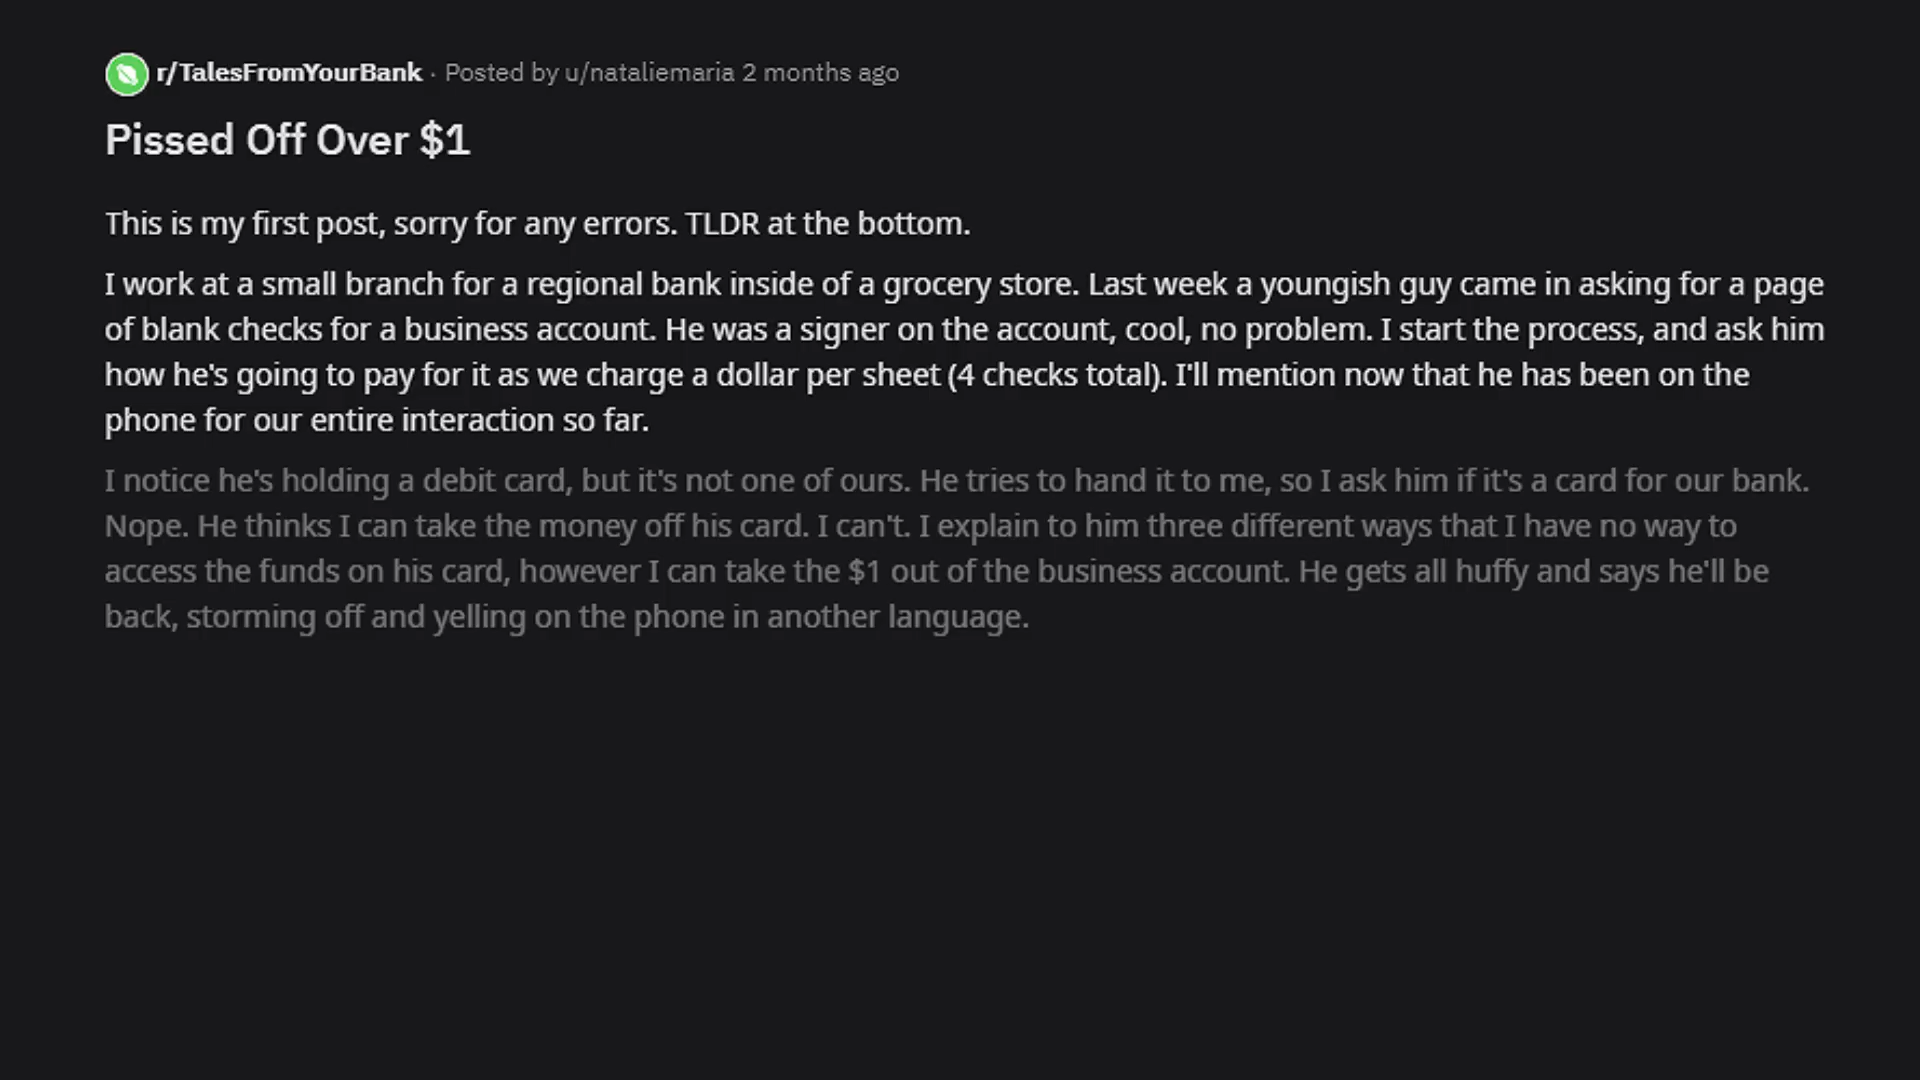 r/TalesFromYourBank · Posted by u/nataliemaria 2 months ago
Pissed Off Over $1
This is my first post, sorry for any errors. TLDR at the bottom.
I work at a small branch for a regional bank inside of a grocery store. Last week a youngish guy came in asking for a page
of blank checks for a business account. He was a signer on the account, cool, no problem. I start the process, and ask him
how he's going to pay for it as we charge a dollar per sheet (4 checks total). I'll mention now that he has been on the
phone for our entire interaction so far.
I notice he's holding a debit card, but it's not one of ours. He tries to hand it to me, so I ask him if it's a card for our bank.
Nope. He thinks I can take the money off his card. I can't. I explain to him three different ways that I have no way to
access the funds on his card, however I can take the $1 out of the business account. He gets all huffy and says he'll be
back, storming off and yelling on the phone in another language.